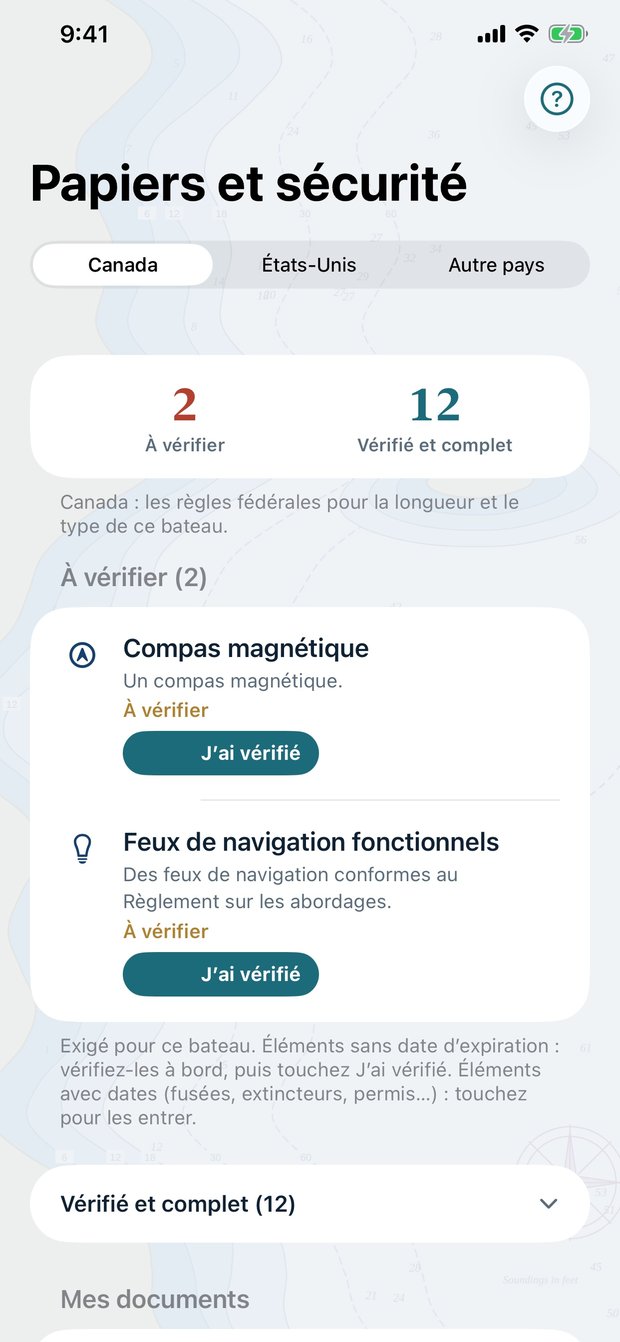 9:41
Papiers et sécurité
Canada
États-Unis
Autre pays
2
12
À vérifier
Vérifié et complet
Canada : les règles fédérales pour la longueur et le
type de ce bateau.
À vérifier (2)
Compas magnétique
Un compas magnétique.
À vérifier
J’ai vérifié
Feux de navigation fonctionnels
Des feux de navigation conformes au
Règlement sur les abordages.
À vérifier
J’ai vérifié
Exigé pour ce bateau. Éléments sans date d’expiration :
vérifiez-les à bord, puis touchez J’ai vérifié. Éléments
avec dates (fusées, extincteurs, permis…) : touchez
pour les entrer.
Vérifié et complet (12)
Soundings in feet
Mes documents